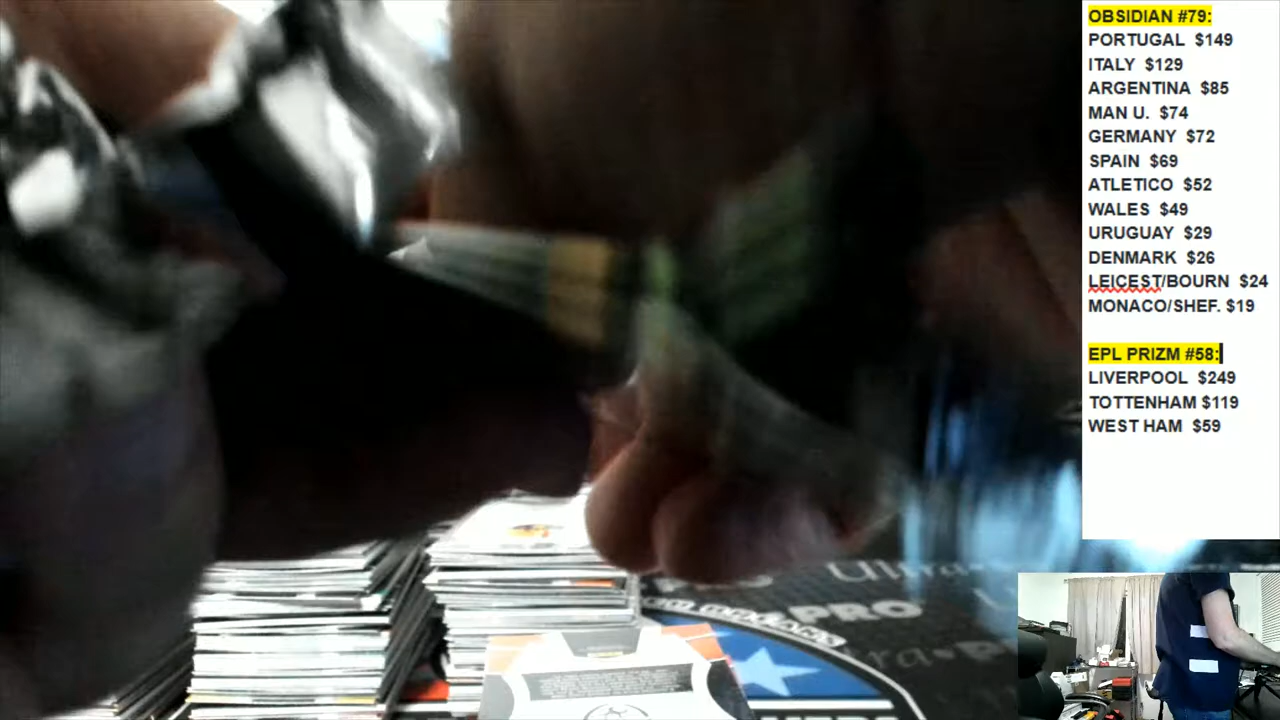 OBSIDIAN #79:
PORTUGAL $149
ITALY $129
ARGENTINA $85
MAN U. $74
GERMANY $72
SPAIN $69
ATLETICO $52
WALES $49
URUGUAY $29
DENMARK $26
LEICEST/BOURN $24
MONACO/SHEF. $19
EPL PRIZM #58:
LIVERPOOL $249
TOTTENHAM $119
WEST HAM $59
Ultra
PRO